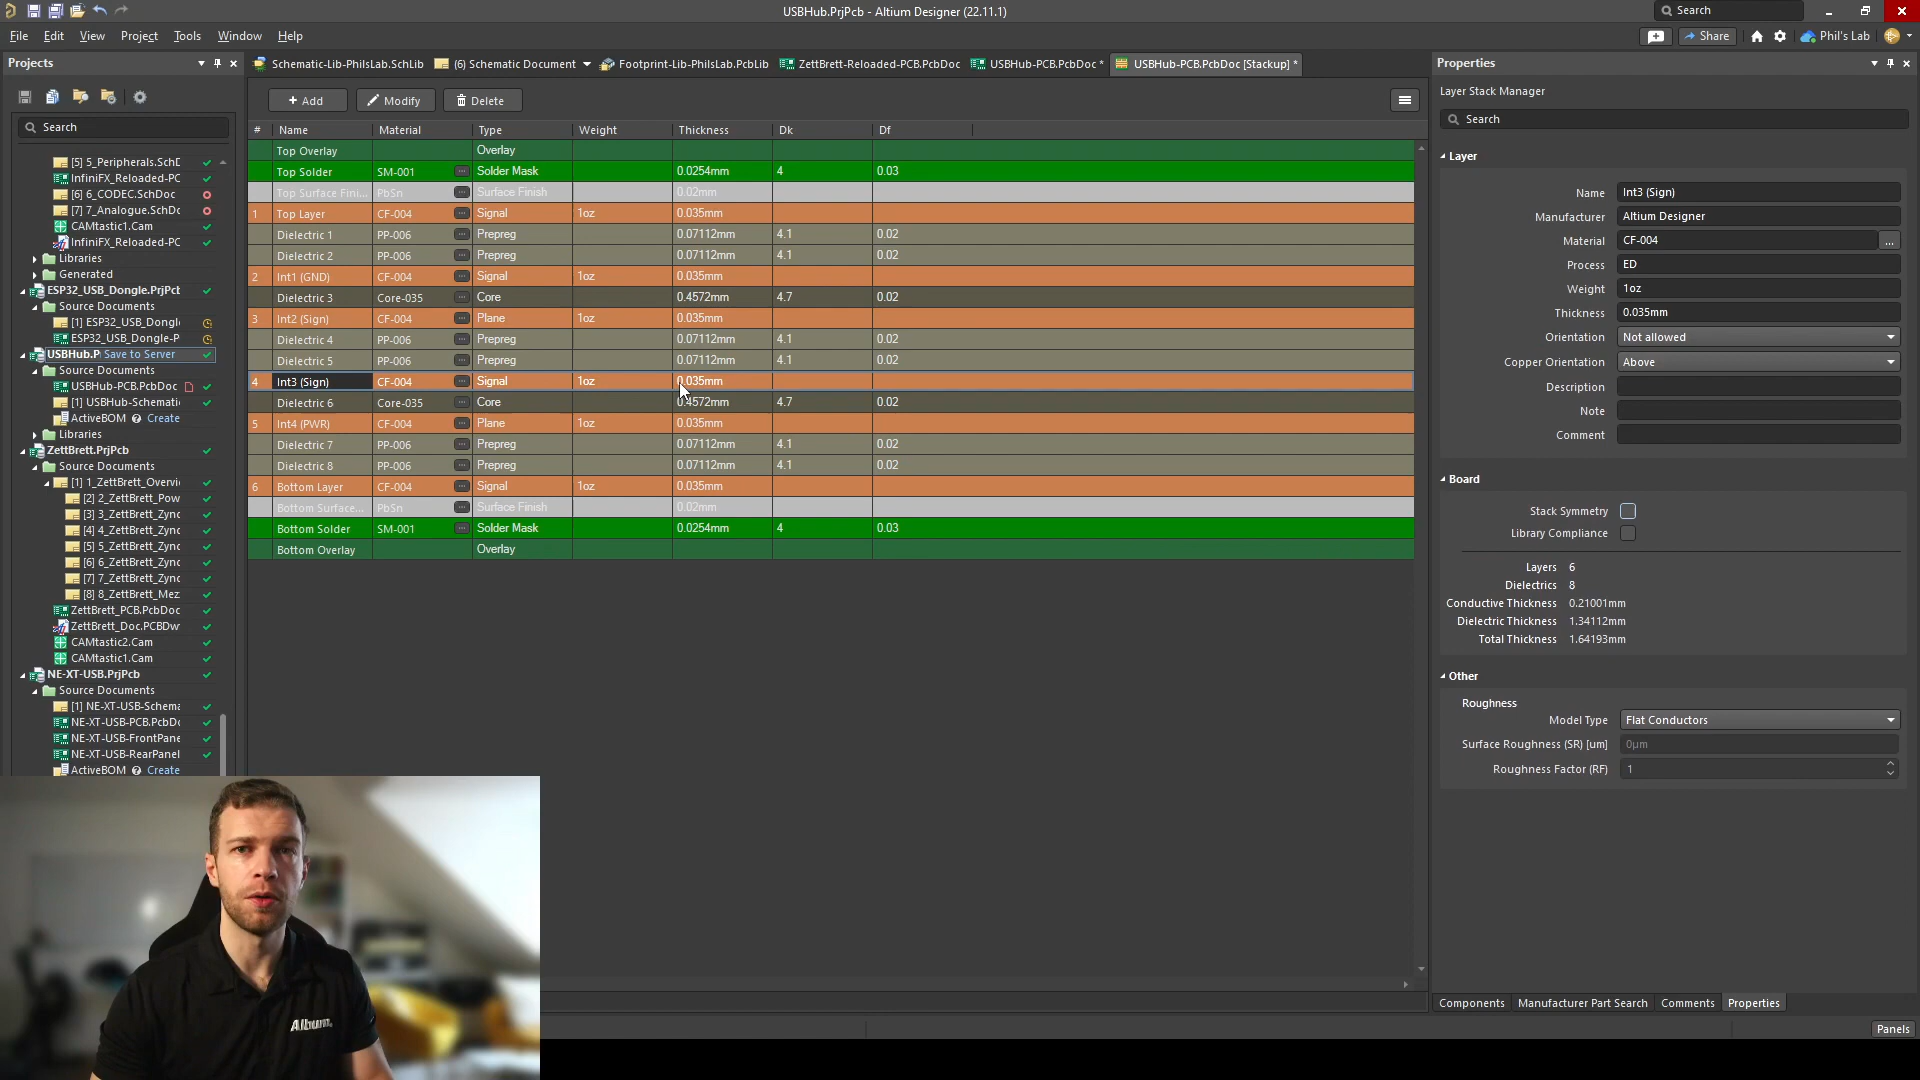 USBHub.PrjPcb - Altium Designer (22.11.1)
Search
File Edit View Project Tools Window Help
Share
Phil's Lab
Projects
Schematic-Lib-PhilsLab.SchLib
(6) Schematic Document
Footprint-Lib-PhilsLab.PcbLib
ZettBrett-Reloaded-PCB.PcbDoc
USBHub-PCB.PcbDoc *
USBHub-PCB.PcbDoc [Stackup] *
Search
[5] 5_Peripherals.SchD
InfiniFX_Reloaded-PC
[6] 6_CODEC.SchDoc
[7] 7_Analogue.SchDc
CAMtastic1.Cam
InfiniFX_Reloaded-PC
Libraries
Generated
ESP32_USB_Dongle.PrjPcb
Source Documents
[1] ESP32_USB_Dongl
ESP32_USB_Dongle-P
USBHub.P Save to Server
Source Documents
USBHub-PCB.PcbDoc
[1] USBHub-Schemati
ActiveBOM Create
Libraries
ZettBrett.PrjPcb
Source Documents
[1] 1_ZettBrett_Overvi
[2] 2_ZettBrett_Pow
[3] 3_ZettBrett_Zync
[4] 4_ZettBrett_Zync
[5] 5_ZettBrett_Zync
[6] 6_ZettBrett_Zync
[7] 7_ZettBrett_Zync
[8] 8_ZettBrett_Mez
ZettBrett_PCB.PcbDoc
ZettBrett_Doc.PCBDw
CAMtastic2.Cam
CAMtastic1.Cam
NE-XT-USB.PrjPcb
Source Documents
[1] NE-XT-USB-Schema
NE-XT-USB-PCB.PcbDo
NE-XT-USB-FrontPane
NE-XT-USB-RearPanel
ActiveBOM Create
+ Add Modify Delete
# Name Material Type Weight Thickness Dk Df
Top Overlay Overlay
Top Solder SM-001 Solder Mask 0.0254mm 4 0.03
Top Surface Fini... PbSn Surface Finish 0.02mm
1 Top Layer CF-004 Signal 1oz 0.035mm
Dielectric 1 PP-006 Prepreg 0.07112mm 4.1 0.02
Dielectric 2 PP-006 Prepreg 0.07112mm 4.1 0.02
2 Int1 (GND) CF-004 Signal 1oz 0.035mm
Dielectric 3 Core-035 Core 0.4572mm 4.7 0.02
3 Int2 (Sign) CF-004 Plane 1oz 0.035mm
Dielectric 4 PP-006 Prepreg 0.07112mm 4.1 0.02
Dielectric 5 PP-006 Prepreg 0.07112mm 4.1 0.02
4 Int3 (Sign) CF-004 Signal 1oz 0.035mm
Dielectric 6 Core-035 Core 0.4572mm 4.7 0.02
5 Int4 (PWR) CF-004 Plane 1oz 0.035mm
Dielectric 7 PP-006 Prepreg 0.07112mm 4.1 0.02
Dielectric 8 PP-006 Prepreg 0.07112mm 4.1 0.02
6 Bottom Layer CF-004 Signal 1oz 0.035mm
Bottom Surface... PbSn Surface Finish 0.02mm
Bottom Solder SM-001 Solder Mask 0.0254mm 4 0.03
Bottom Overlay Overlay
Properties
Layer Stack Manager
Search
Layer
Name Int3 (Sign)
Manufacturer Altium Designer
Material CF-004 ...
Process ED
Weight 1oz
Thickness 0.035mm
Orientation Not allowed
Copper Orientation Above
Description
Note
Comment
Board
Stack Symmetry
Library Compliance
Layers 6
Dielectrics 8
Conductive Thickness 0.21001mm
Dielectric Thickness 1.34112mm
Total Thickness 1.64193mm
Other
Roughness
Model Type Flat Conductors
Surface Roughness (SR) [um] 0µm
Roughness Factor (RF) 1
Components Manufacturer Part Search Comments Properties
Panels
Altium.